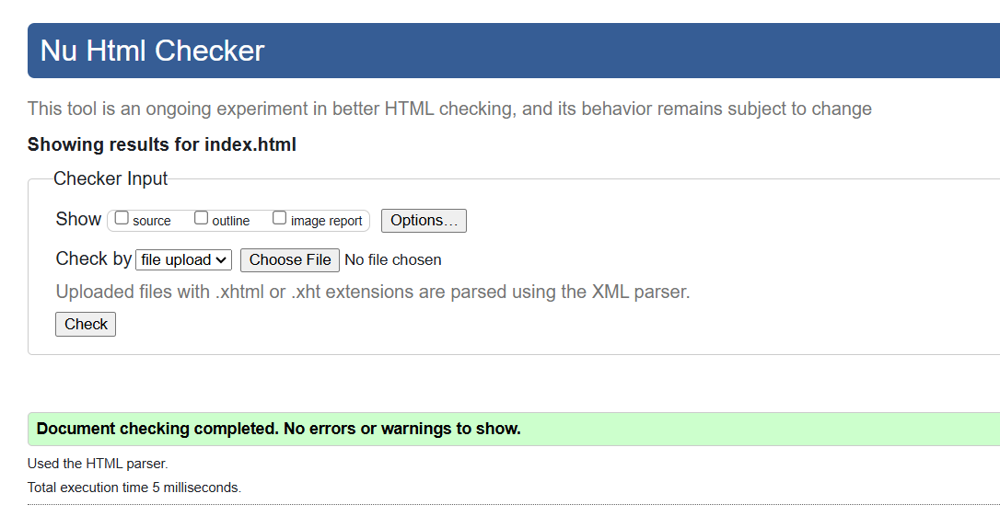 Nu Html Checker
This tool is an ongoing experiment in better HTML checking, and its behavior remains subject to change
Showing results for index.html
Checker Input
Show source outline image report Options…
Check by file upload Choose File No file chosen
Uploaded files with .xhtml or .xht extensions are parsed using the XML parser.
Check
Document checking completed. No errors or warnings to show.
Used the HTML parser.
Total execution time 5 milliseconds.